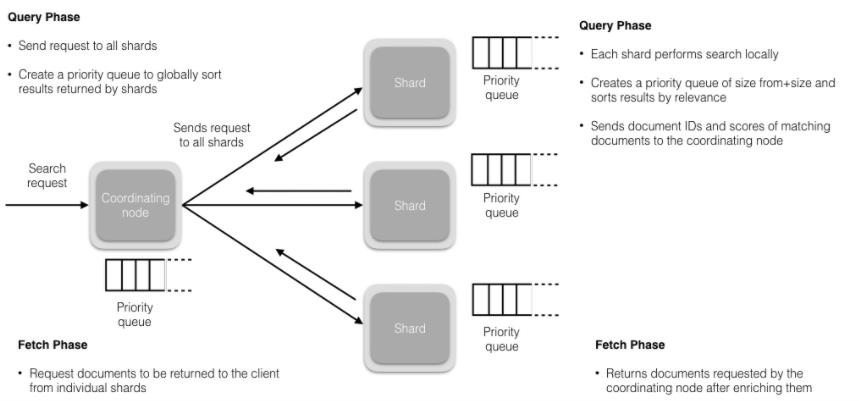 Query Phase
• Send request to all shards
• Create a priority queue to globally sort
results returned by shards
Sends request
to all shards
Search
request
Coordinating
node
Priority
queue
Fetch Phase
• Request documents to be returned to the client
from individual shards
Shard
Priority
queue
Shard
Priority
queue
Shard
Priority
queue
Query Phase
• Each shard performs search locally
• Creates a priority queue of size from+size and
sorts results by relevance
• Sends document IDs and scores of matching
documents to the coordinating node
Fetch Phase
• Returns documents requested by the
coordinating node after enriching them